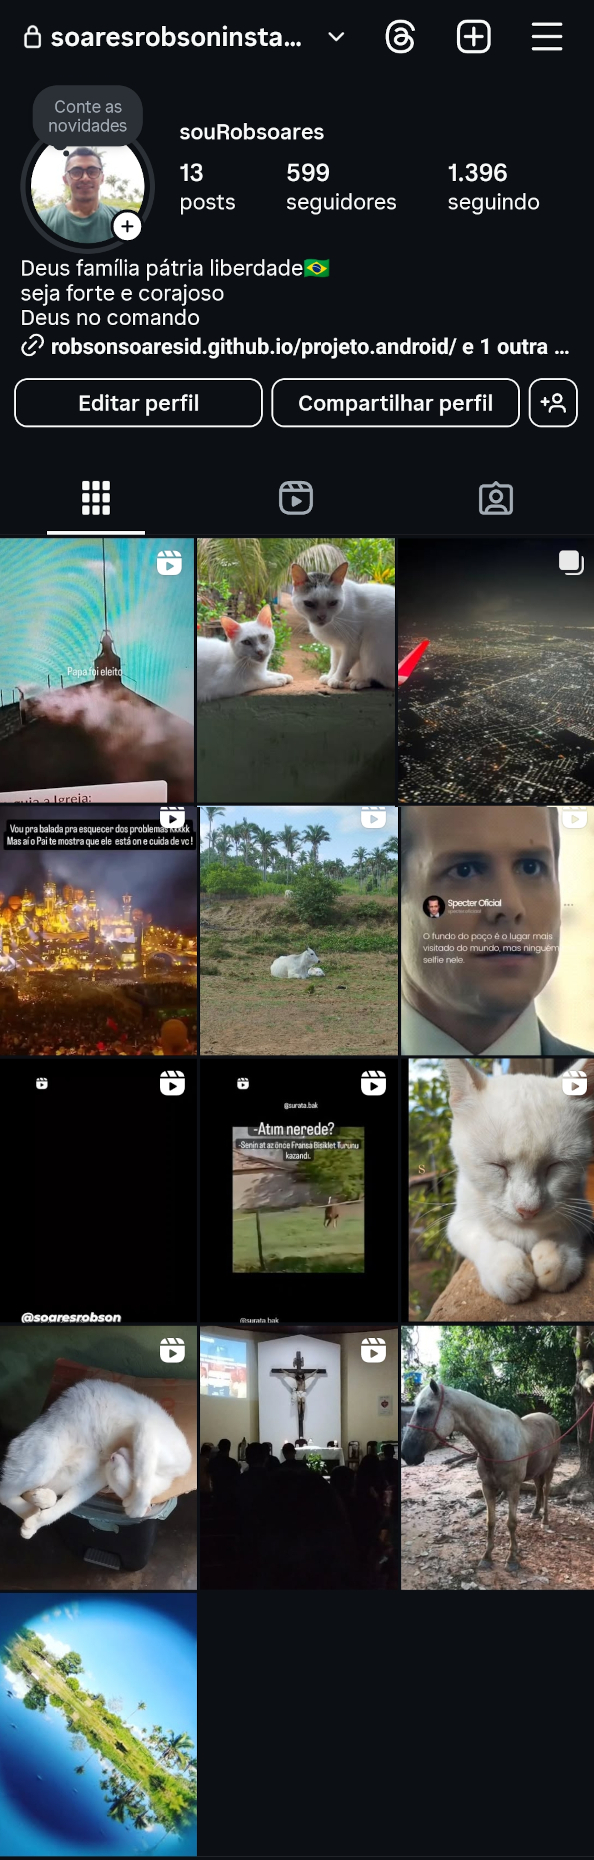 soaresrobsoninsta...
Conte as
novidades
souRobsoares
13
599
1.396
posts
seguidores
seguindo
Deus família pátria liberdade🇧🇷
seja forte e corajoso
Deus no comando
robsonsoaresid.github.io/projeto.android/ e 1 outra ...
Editar perfil
Compartilhar perfil
Papa foi eleito
guia a Igreja:
Vou pra balada pra esquecer dos problemas kkkkk
Mas aí o Pai te mostra que ele está on e cuida de vc !
Specter Oficial
specteroficial
O fundo do poço é o lugar mais
visitado do mundo, mas ninguém
selfie nele.
@surata.bak
-Atım nerede?
-Senin at az önce Fransa Bisiklet Turunu
kazandı.
@soaresrobson
@surata.bak
S